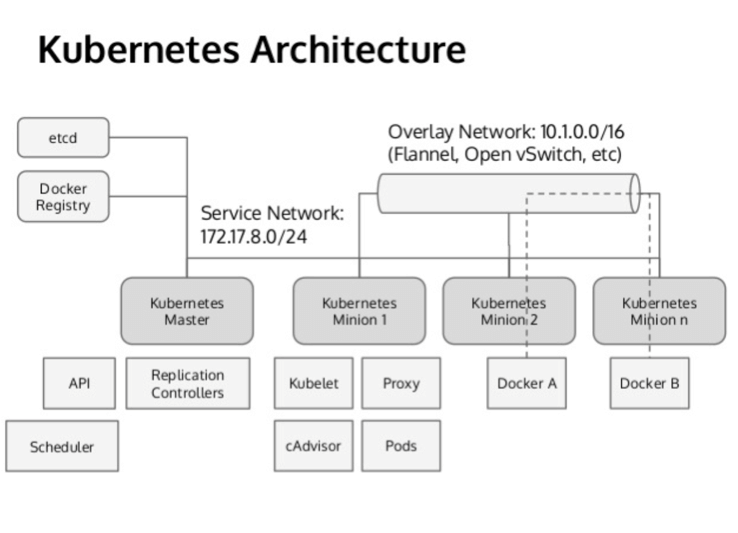 Kubernetes Architecture
etcd
Docker
Registry
Overlay Network: 10.1.0.0/16
(Flannel, Open vSwitch, etc)
Service Network:
172.17.8.0/24
Kubernetes
Master
Kubernetes
Minion 1
Kubernetes
Minion 2
Kubernetes
Minion n
API
Replication
Controllers
Kubelet
Proxy
Docker A
Docker B
Scheduler
cAdvisor
Pods